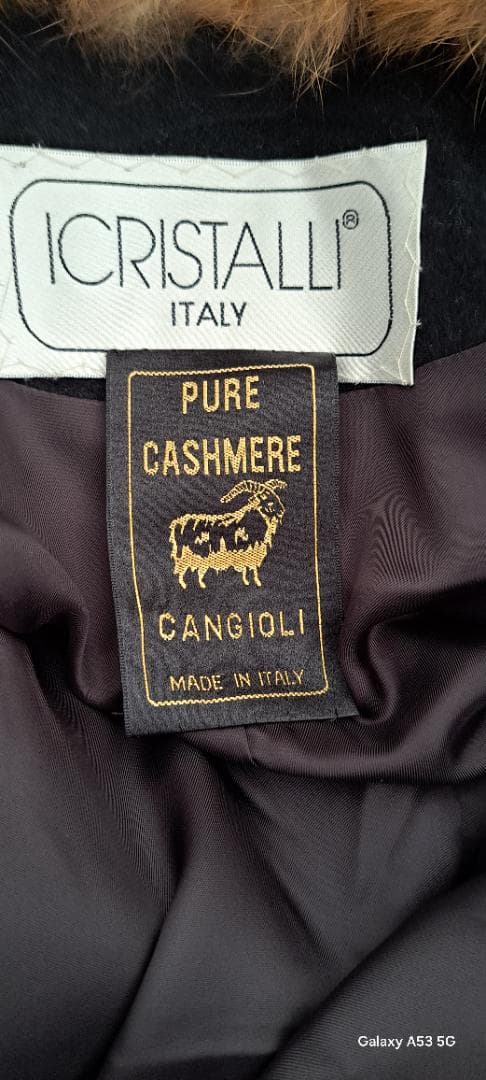 ICRISTALLI®
ITALY
PURE
CASHMERE
CANGIOLI
MADE IN ITALY
Galaxy A53 5G